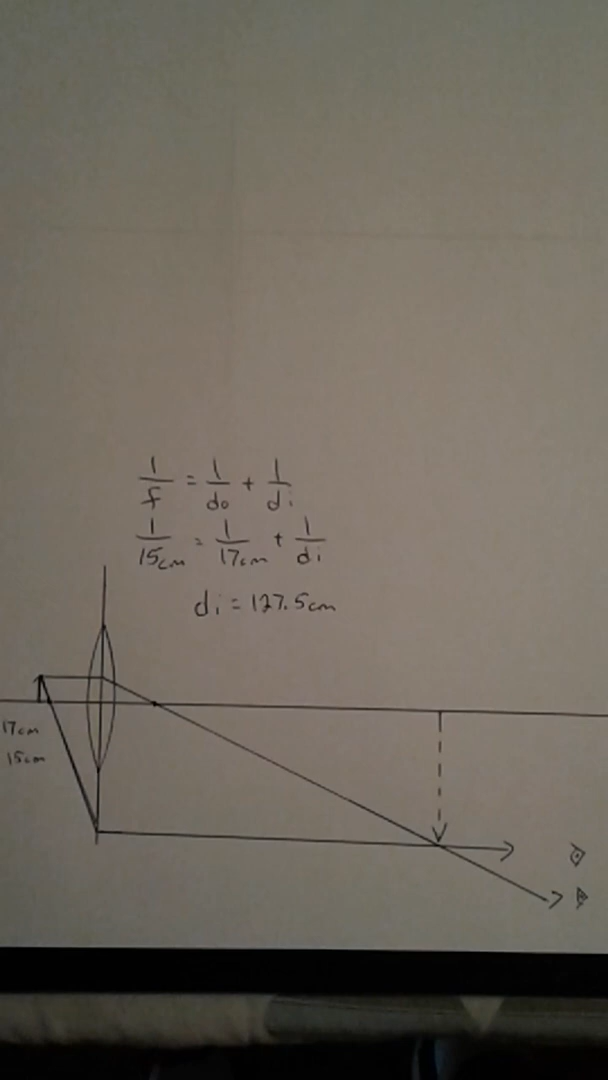 1/f = 1/do + 1/di
1/15cm = 1/17cm + 1/di
di = 127.5cm
17cm
15cm